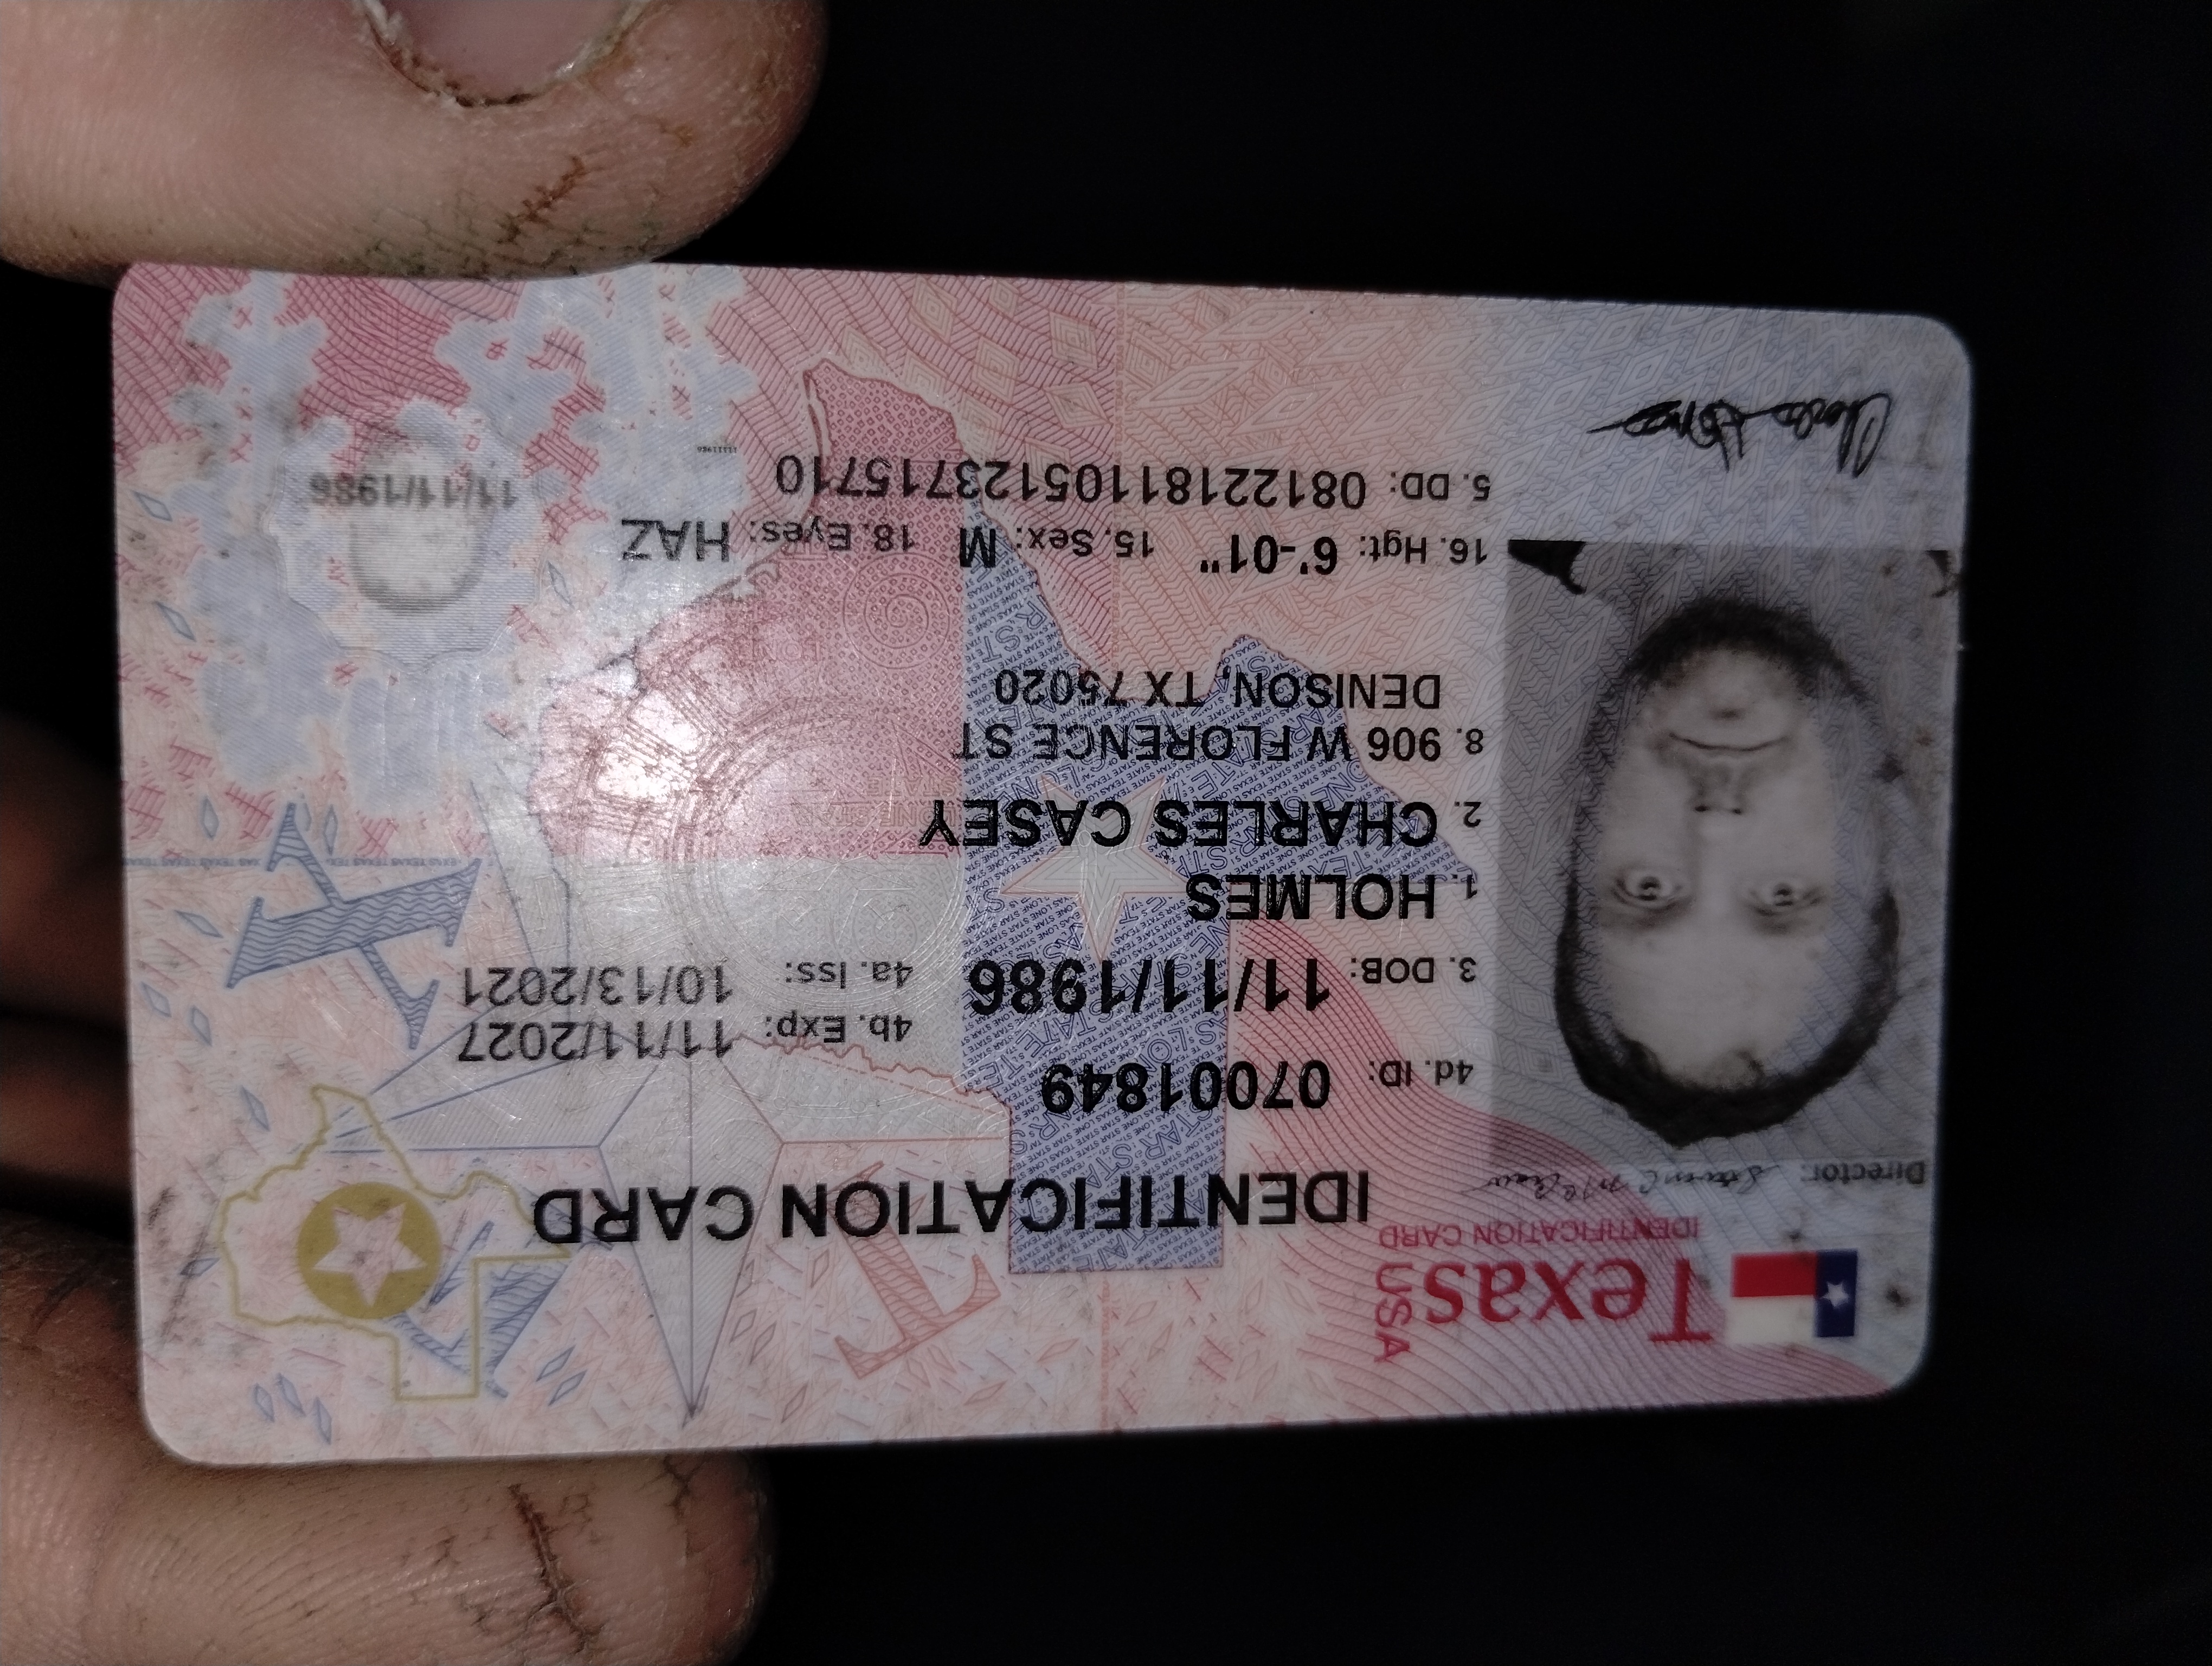 Texas
USA
IDENTIFICATION CARD
IDENTIFICATION CARD
Director:
4d. ID: 07001849
4b. Exp: 11/11/2027
3. DOB: 11/11/1986
4a. Iss: 10/13/2021
1. HOLMES
2. CHARLES CASEY
8. 906 W FLORENCE ST
DENISON, TX 75020
16. Hgt: 6'-01" 15. Sex: M 18. Eyes: HAZ
5. DD: 08122181105123715710
11/11/1986